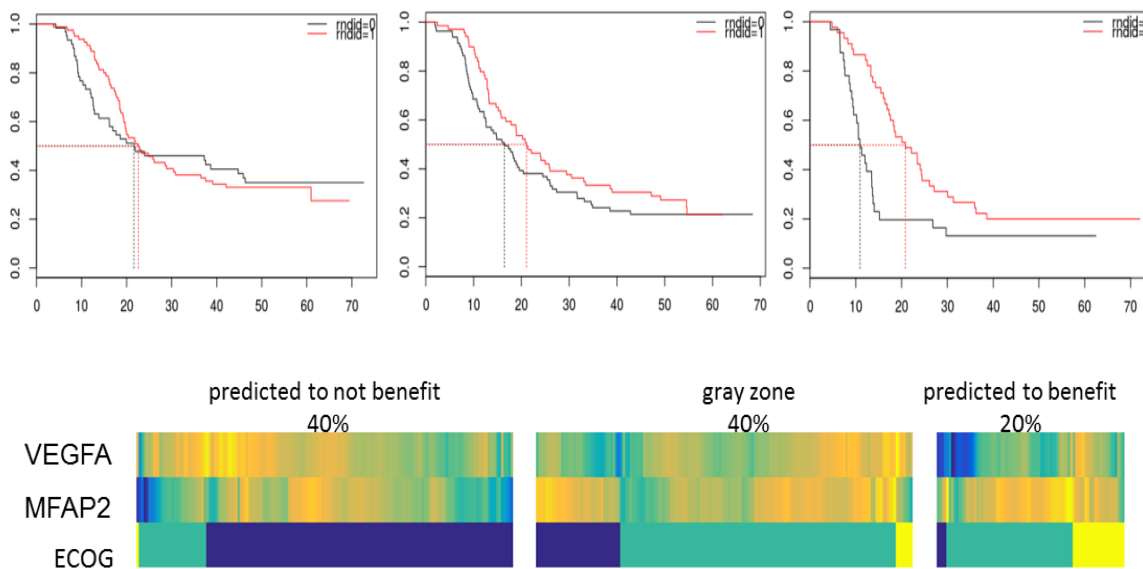 rndid=0
rndid=1
1.0
0.8
0.6
0.4
0.2
0.0
0 10 20 30 40 50 60 70
rndid=0
rndid=1
1.0
0.8
0.6
0.4
0.2
0.0
0 10 20 30 40 50 60 70
rndid=
rndid=
1.0
0.8
0.6
0.4
0.2
0.0
0 10 20 30 40 50 60 70
predicted to not benefit
40%
gray zone
40%
predicted to benefit
20%
VEGFA
MFAP2
ECOG